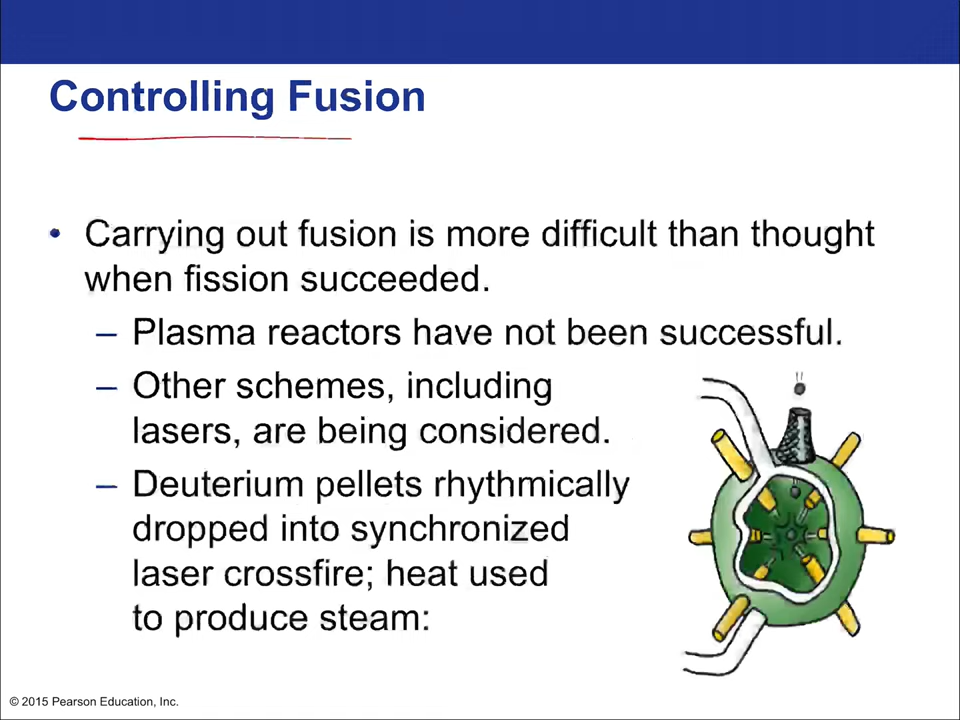 Controlling Fusion
• Carrying out fusion is more difficult than thought
when fission succeeded.
– Plasma reactors have not been successful.
– Other schemes, including
lasers, are being considered.
– Deuterium pellets rhythmically
dropped into synchronized
laser crossfire; heat used
to produce steam:
© 2015 Pearson Education, Inc.